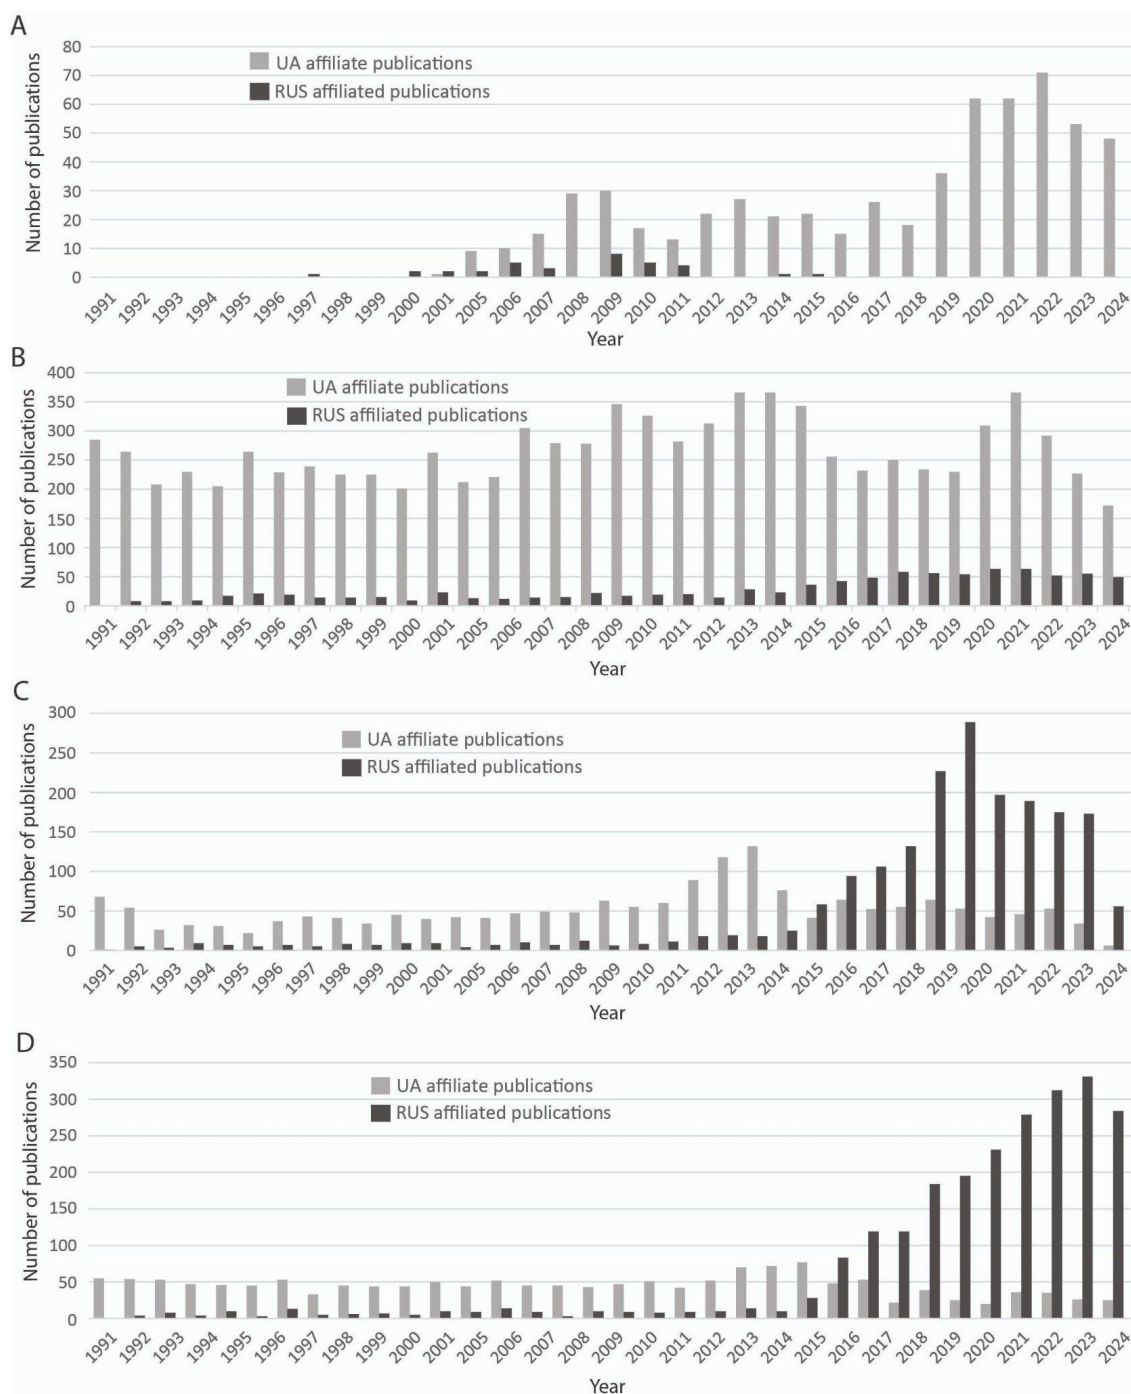 A
Number of publications
80
70
60
50
40
30
20
10
0
UA affiliate publications
RUS affiliated publications
1991 1992 1993 1994 1995 1996 1997 1998 1999 2000 2001 2005 2006 2007 2008 2009 2010 2011 2012 2013 2014 2015 2016 2017 2018 2019 2020 2021 2022 2023 2024
Year
B
Number of publications
400
350
300
250
200
150
100
50
0
UA affiliate publications
RUS affiliated publications
1991 1992 1993 1994 1995 1996 1997 1998 1999 2000 2001 2005 2006 2007 2008 2009 2010 2011 2012 2013 2014 2015 2016 2017 2018 2019 2020 2021 2022 2023 2024
Year
C
Number of publications
300
250
200
150
100
50
0
UA affiliate publications
RUS affiliated publications
1991 1992 1993 1994 1995 1996 1997 1998 1999 2000 2001 2005 2006 2007 2008 2009 2010 2011 2012 2013 2014 2015 2016 2017 2018 2019 2020 2021 2022 2023 2024
Year
D
Number of publications
350
300
250
200
150
100
50
0
UA affiliate publications
RUS affiliated publications
1991 1992 1993 1994 1995 1996 1997 1998 1999 2000 2001 2005 2006 2007 2008 2009 2010 2011 2012 2013 2014 2015 2016 2017 2018 2019 2020 2021 2022 2023 2024
Year